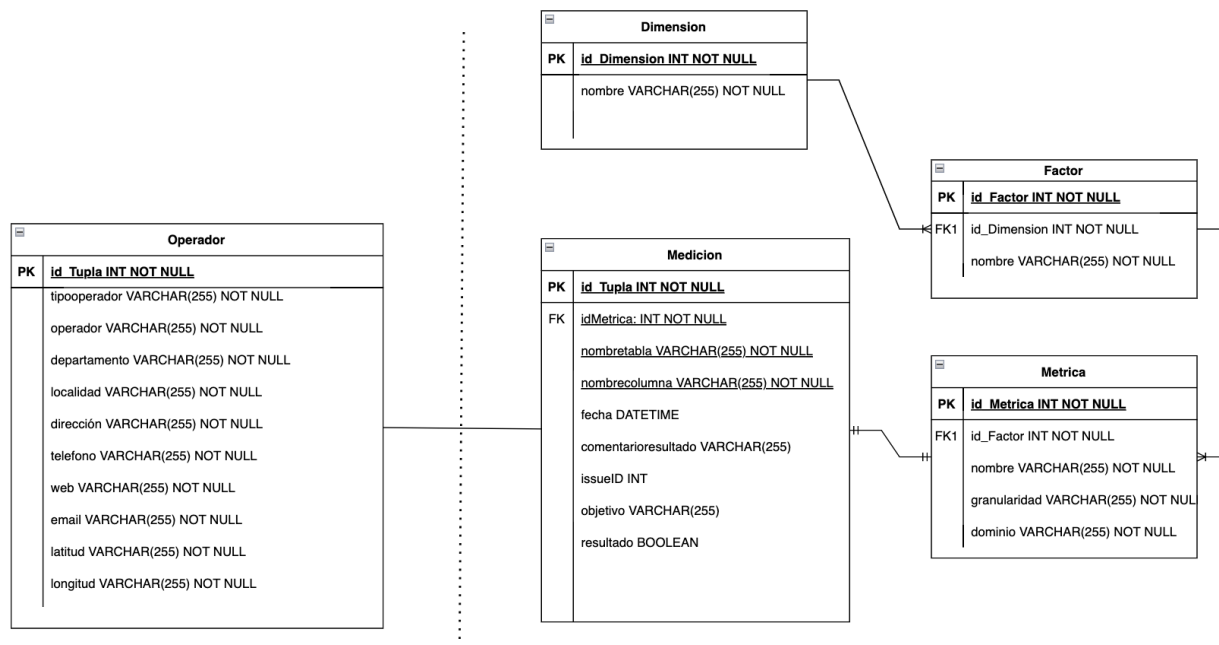 Dimension
PK id_Dimension INT NOT NULL
nombre VARCHAR(255) NOT NULL
Factor
PK id_Factor INT NOT NULL
FK1 id_Dimension INT NOT NULL
nombre VARCHAR(255) NOT NULL
Operador
PK id_Tupla INT NOT NULL
tipooperador VARCHAR(255) NOT NULL
operador VARCHAR(255) NOT NULL
departamento VARCHAR(255) NOT NULL
localidad VARCHAR(255) NOT NULL
dirección VARCHAR(255) NOT NULL
telefono VARCHAR(255) NOT NULL
web VARCHAR(255) NOT NULL
email VARCHAR(255) NOT NULL
latitud VARCHAR(255) NOT NULL
longitud VARCHAR(255) NOT NULL
Medicion
PK id_Tupla INT NOT NULL
FK idMetrica: INT NOT NULL
nombretabla VARCHAR(255) NOT NULL
nombrecolumna VARCHAR(255) NOT NULL
fecha DATETIME
comentarioresultado VARCHAR(255)
issueID INT
objetivo VARCHAR(255)
resultado BOOLEAN
Metrica
PK id_Metrica INT NOT NULL
FK1 id_Factor INT NOT NULL
nombre VARCHAR(255) NOT NULL
granularidad VARCHAR(255) NOT NUL
dominio VARCHAR(255) NOT NULL